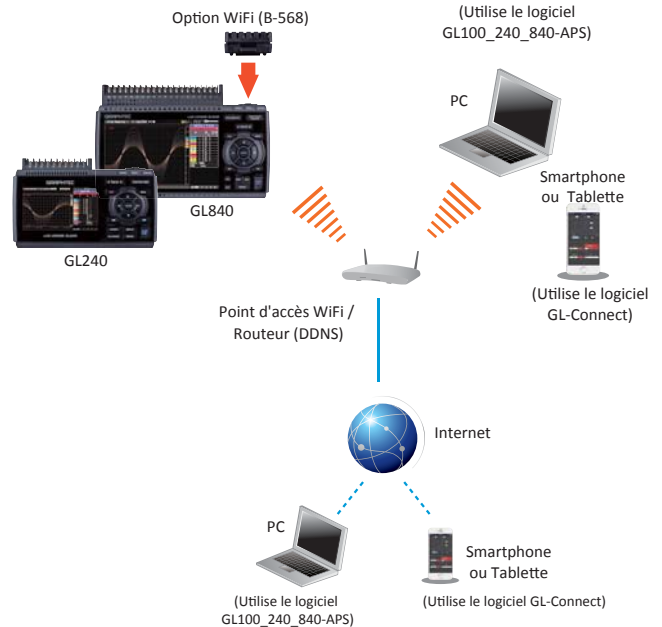 Option WiFi (B-568)
(Utilise le logiciel
GL100_240_840-APS)
PC
GRAPHTEC
GRAPHTEC
GL840
GL240
Smartphone
ou Tablette
(Utilise le logiciel
GL-Connect)
Point d'accès WiFi /
Routeur (DDNS)
Internet
PC
Smartphone
ou Tablette
(Utilise le logiciel
GL100_240_840-APS)
(Utilise le logiciel GL-Connect)